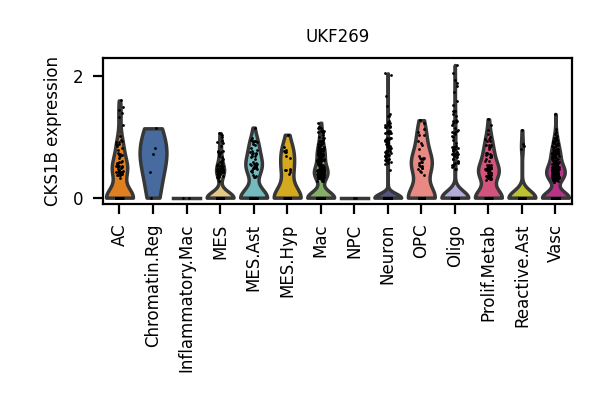 UKF269
CKS1B expression
2
0
AC
Chromatin.Reg
Inflammatory.Mac
MES
MES.Ast
MES.Hyp
Mac
NPC
Neuron
OPC
Oligo
Prolif.Metab
Reactive.Ast
Vasc